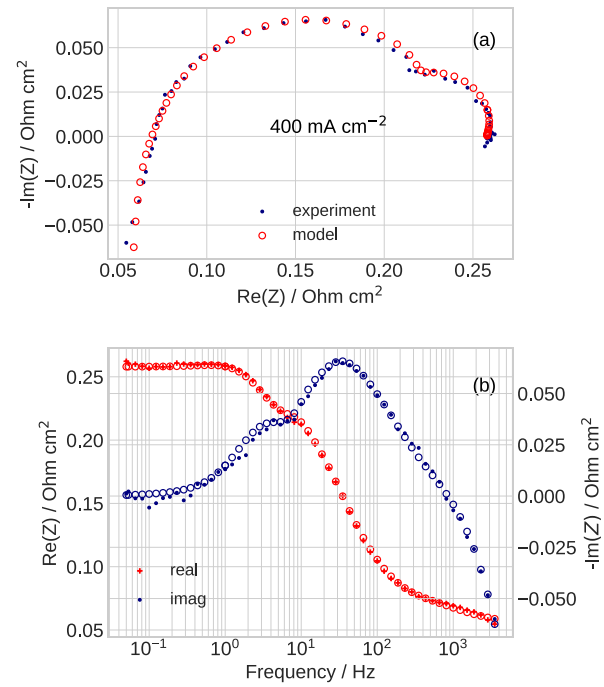 (a)
0.050
0.025
0.000
−0.025
−0.050
-Im(Z) / Ohm cm²
400 mA cm⁻²
experiment
model
0.05 0.10 0.15 0.20 0.25
Re(Z) / Ohm cm²
(b)
0.25
0.20
0.15
0.10
0.05
Re(Z) / Ohm cm²
0.050
0.025
0.000
−0.025
−0.050
-Im(Z) / Ohm cm²
real
imag
10⁻¹ 10⁰ 10¹ 10² 10³
Frequency / Hz